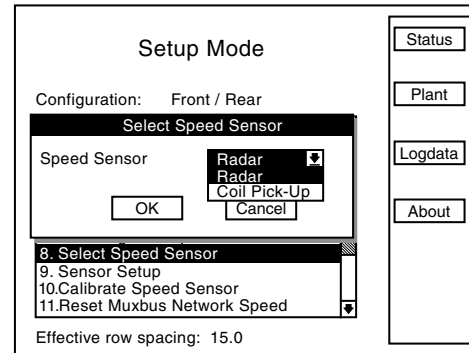 Setup Mode
Configuration: Front / Rear
Select Speed Sensor
Speed Sensor Radar
Radar
Coil Pick-Up
OK Cancel
8. Select Speed Sensor
9. Sensor Setup
10.Calibrate Speed Sensor
11.Reset Muxbus Network Speed
Effective row spacing: 15.0
Status
Plant
Logdata
About